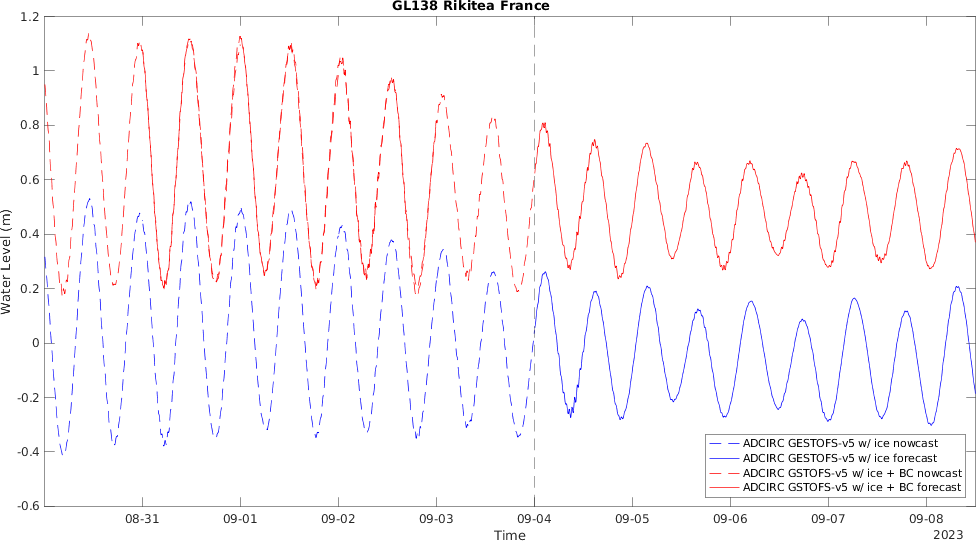 GL138 Rikitea France
1.2
1
0.8
0.6
0.4
0.2
0
-0.2
-0.4
-0.6
Water Level (m)
ADCIRC GESTOFS-v5 w/ ice nowcast
ADCIRC GESTOFS-v5 w/ ice forecast
ADCIRC GSTOFS-v5 w/ ice + BC nowcast
ADCIRC GSTOFS-v5 w/ ice + BC forecast
08-31 09-01 09-02 09-03 09-04 09-05 09-06 09-07 09-08
Time
2023